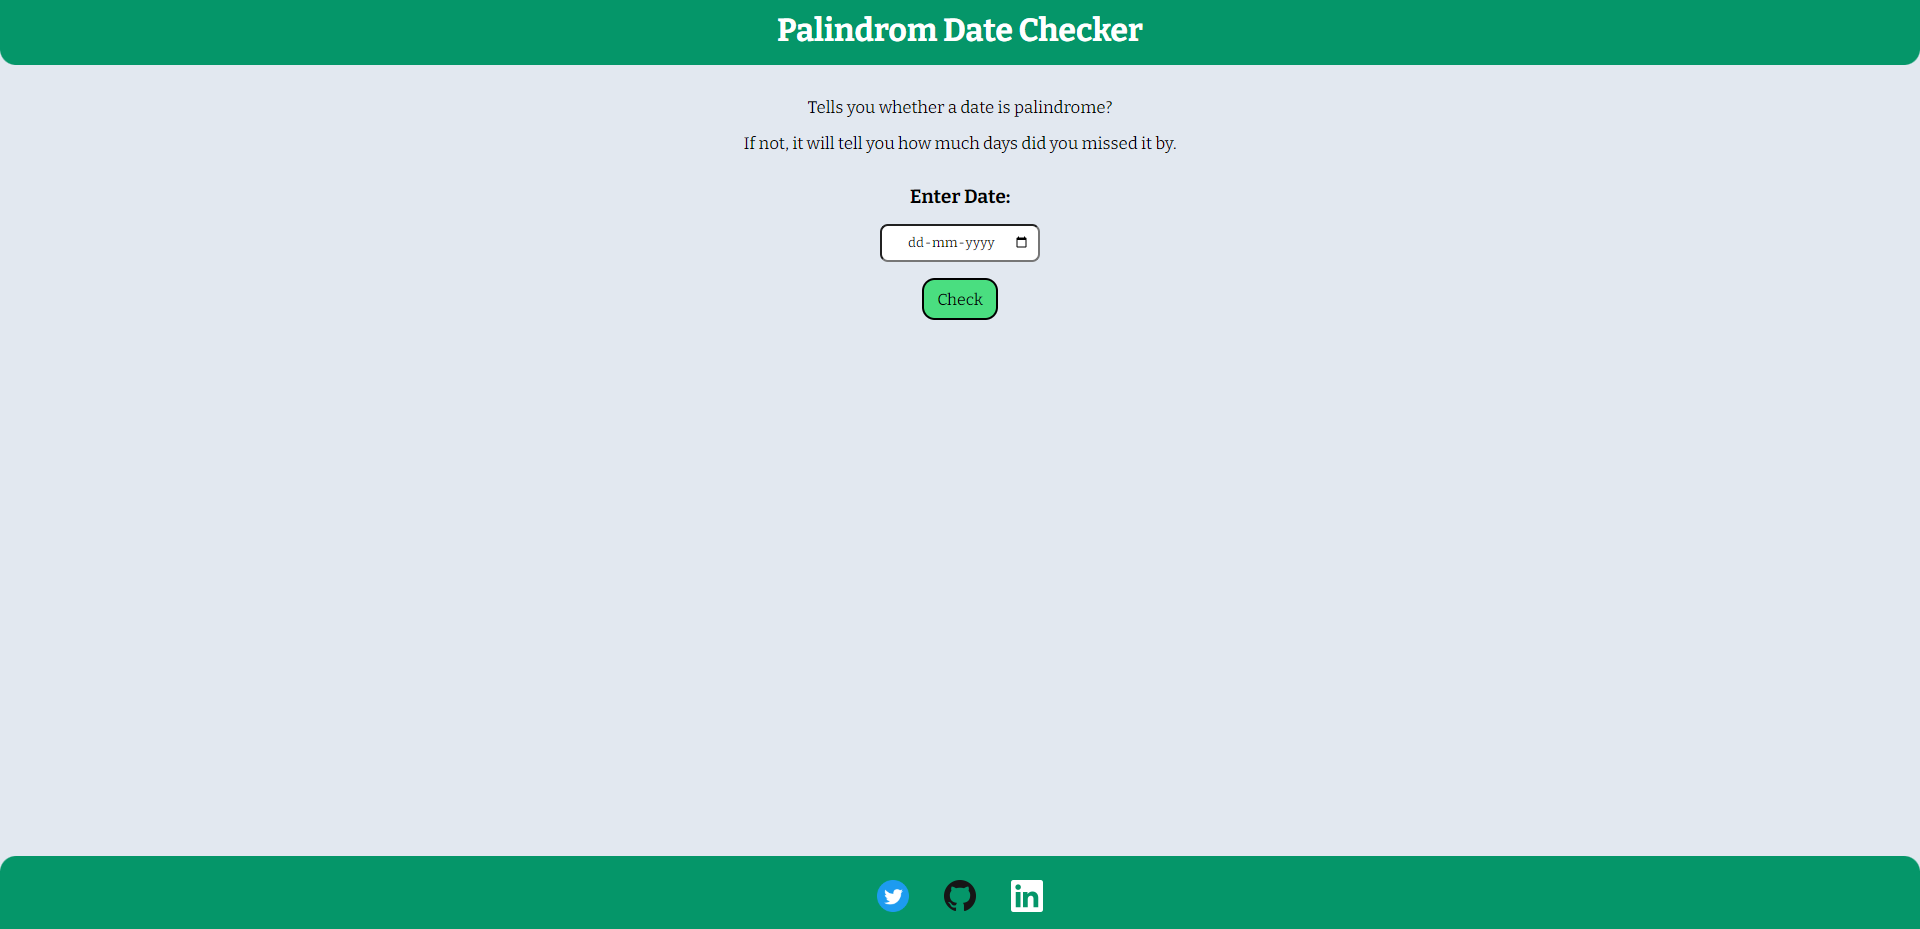 Palindrom Date Checker
Tells you whether a date is palindrome?
If not, it will tell you how much days did you missed it by.
Enter Date:
dd-mm-yyyy
Check
in